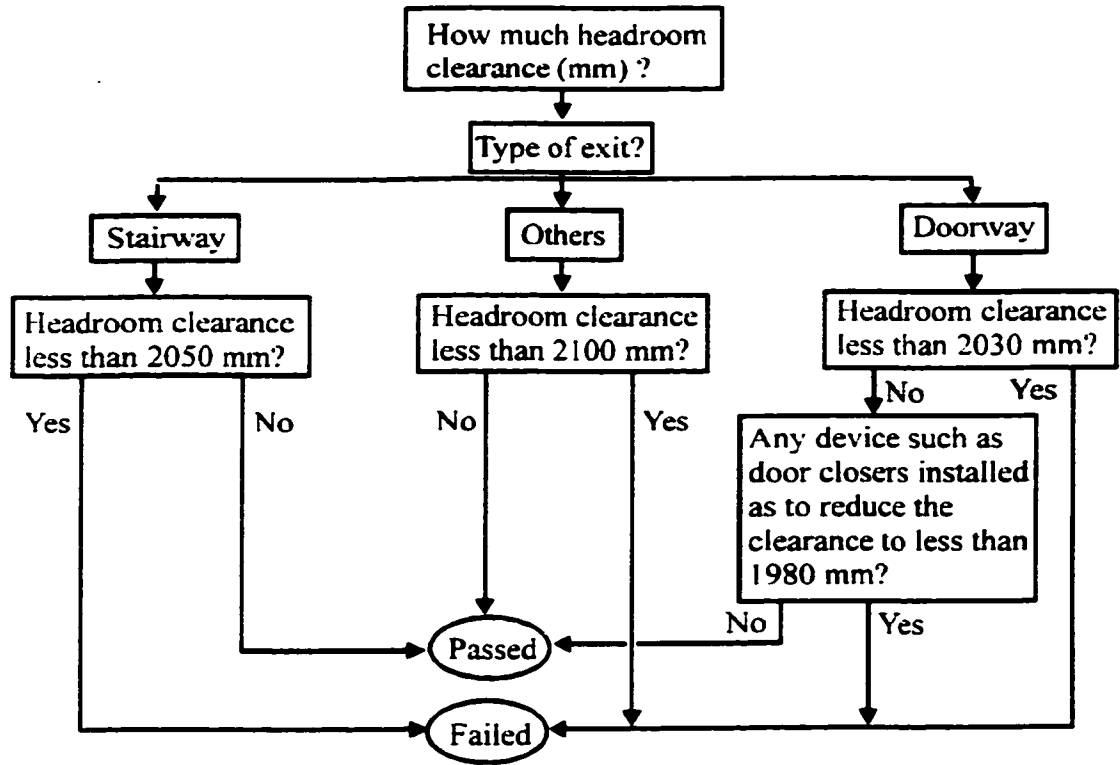 How much headroom
clearance (mm) ?
Type of exit?
Stairway
Others
Doorway
Headroom clearance
less than 2050 mm?
Headroom clearance
less than 2100 mm?
Headroom clearance
less than 2030 mm?
Yes
No
No
Yes
No
Yes
Any device such as
door closers installed
as to reduce the
clearance to less than
1980 mm?
No
Yes
Passed
Failed